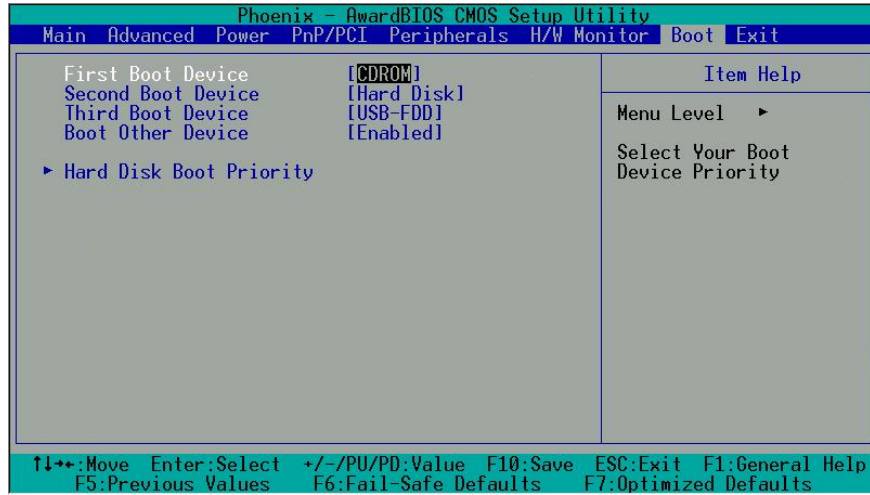 Phoenix - AwardBIOS CMOS Setup Utility
Main Advanced Power PnP/PCI Peripherals H/W Monitor Boot Exit
First Boot Device [CDROM]
Second Boot Device [Hard Disk]
Third Boot Device [USB-FDD]
Boot Other Device [Enabled]
► Hard Disk Boot Priority
Item Help
Menu Level ►
Select Your Boot
Device Priority
↑↓→←:Move Enter:Select +/-/PU/PD:Value F10:Save ESC:Exit F1:General Help
F5:Previous Values F6:Fail-Safe Defaults F7:Optimized Defaults